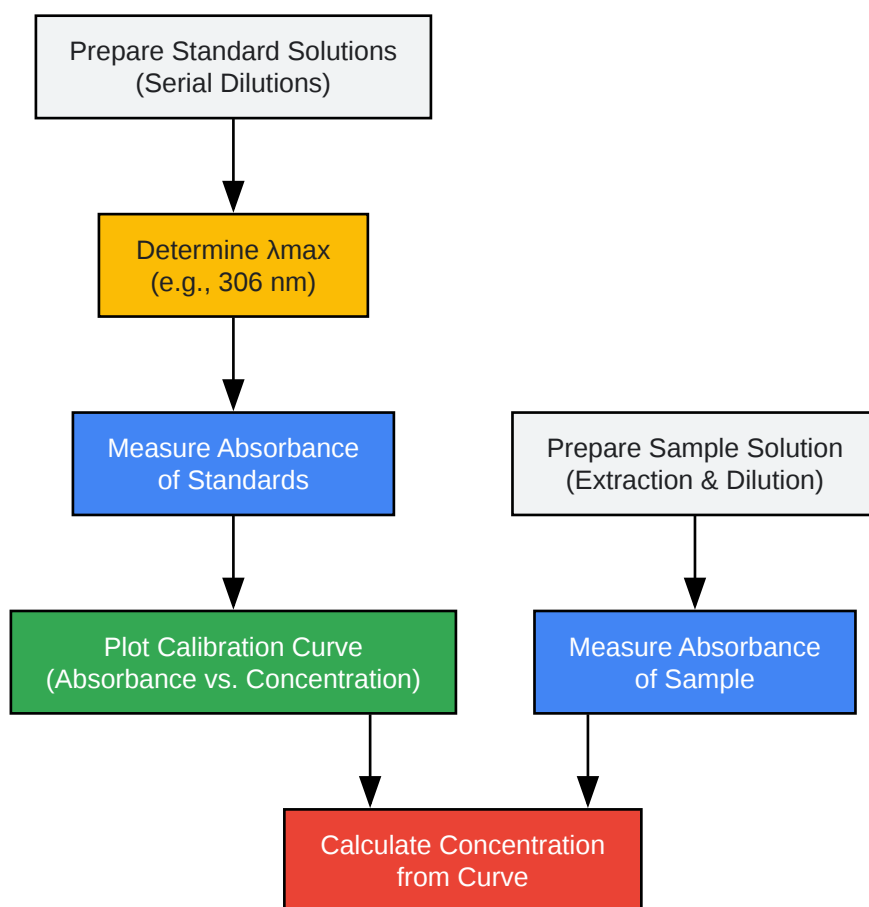 Prepare Standard Solutions
(Serial Dilutions)
Determine λmax
(e.g., 306 nm)
Measure Absorbance
of Standards
Prepare Sample Solution
(Extraction & Dilution)
Plot Calibration Curve
(Absorbance vs. Concentration)
Measure Absorbance
of Sample
Calculate Concentration
from Curve